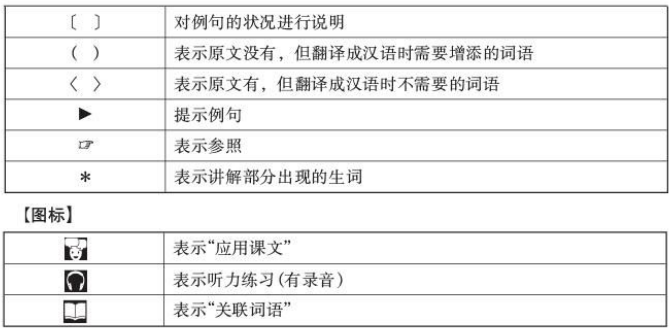 〔 〕 对例句的状况进行说明
( ) 表示原文没有，但翻译成汉语时需要增添的词语
〈 〉 表示原文有，但翻译成汉语时不需要的词语
▶ 提示例句
☞ 表示参照
* 表示讲解部分出现的生词
【图标】
表示“应用课文”
表示听力练习(有录音)
表示“关联词语”